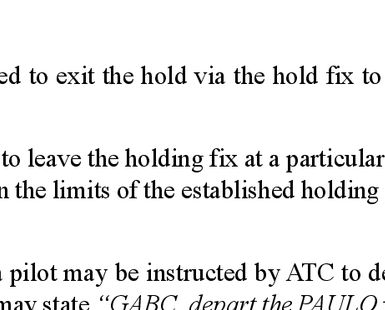 ed to exit the hold via the hold fix to
to leave the holding fix at a particular
n the limits of the established holding
pilot may be instructed by ATC to de
may state “GABC, depart the PAULO